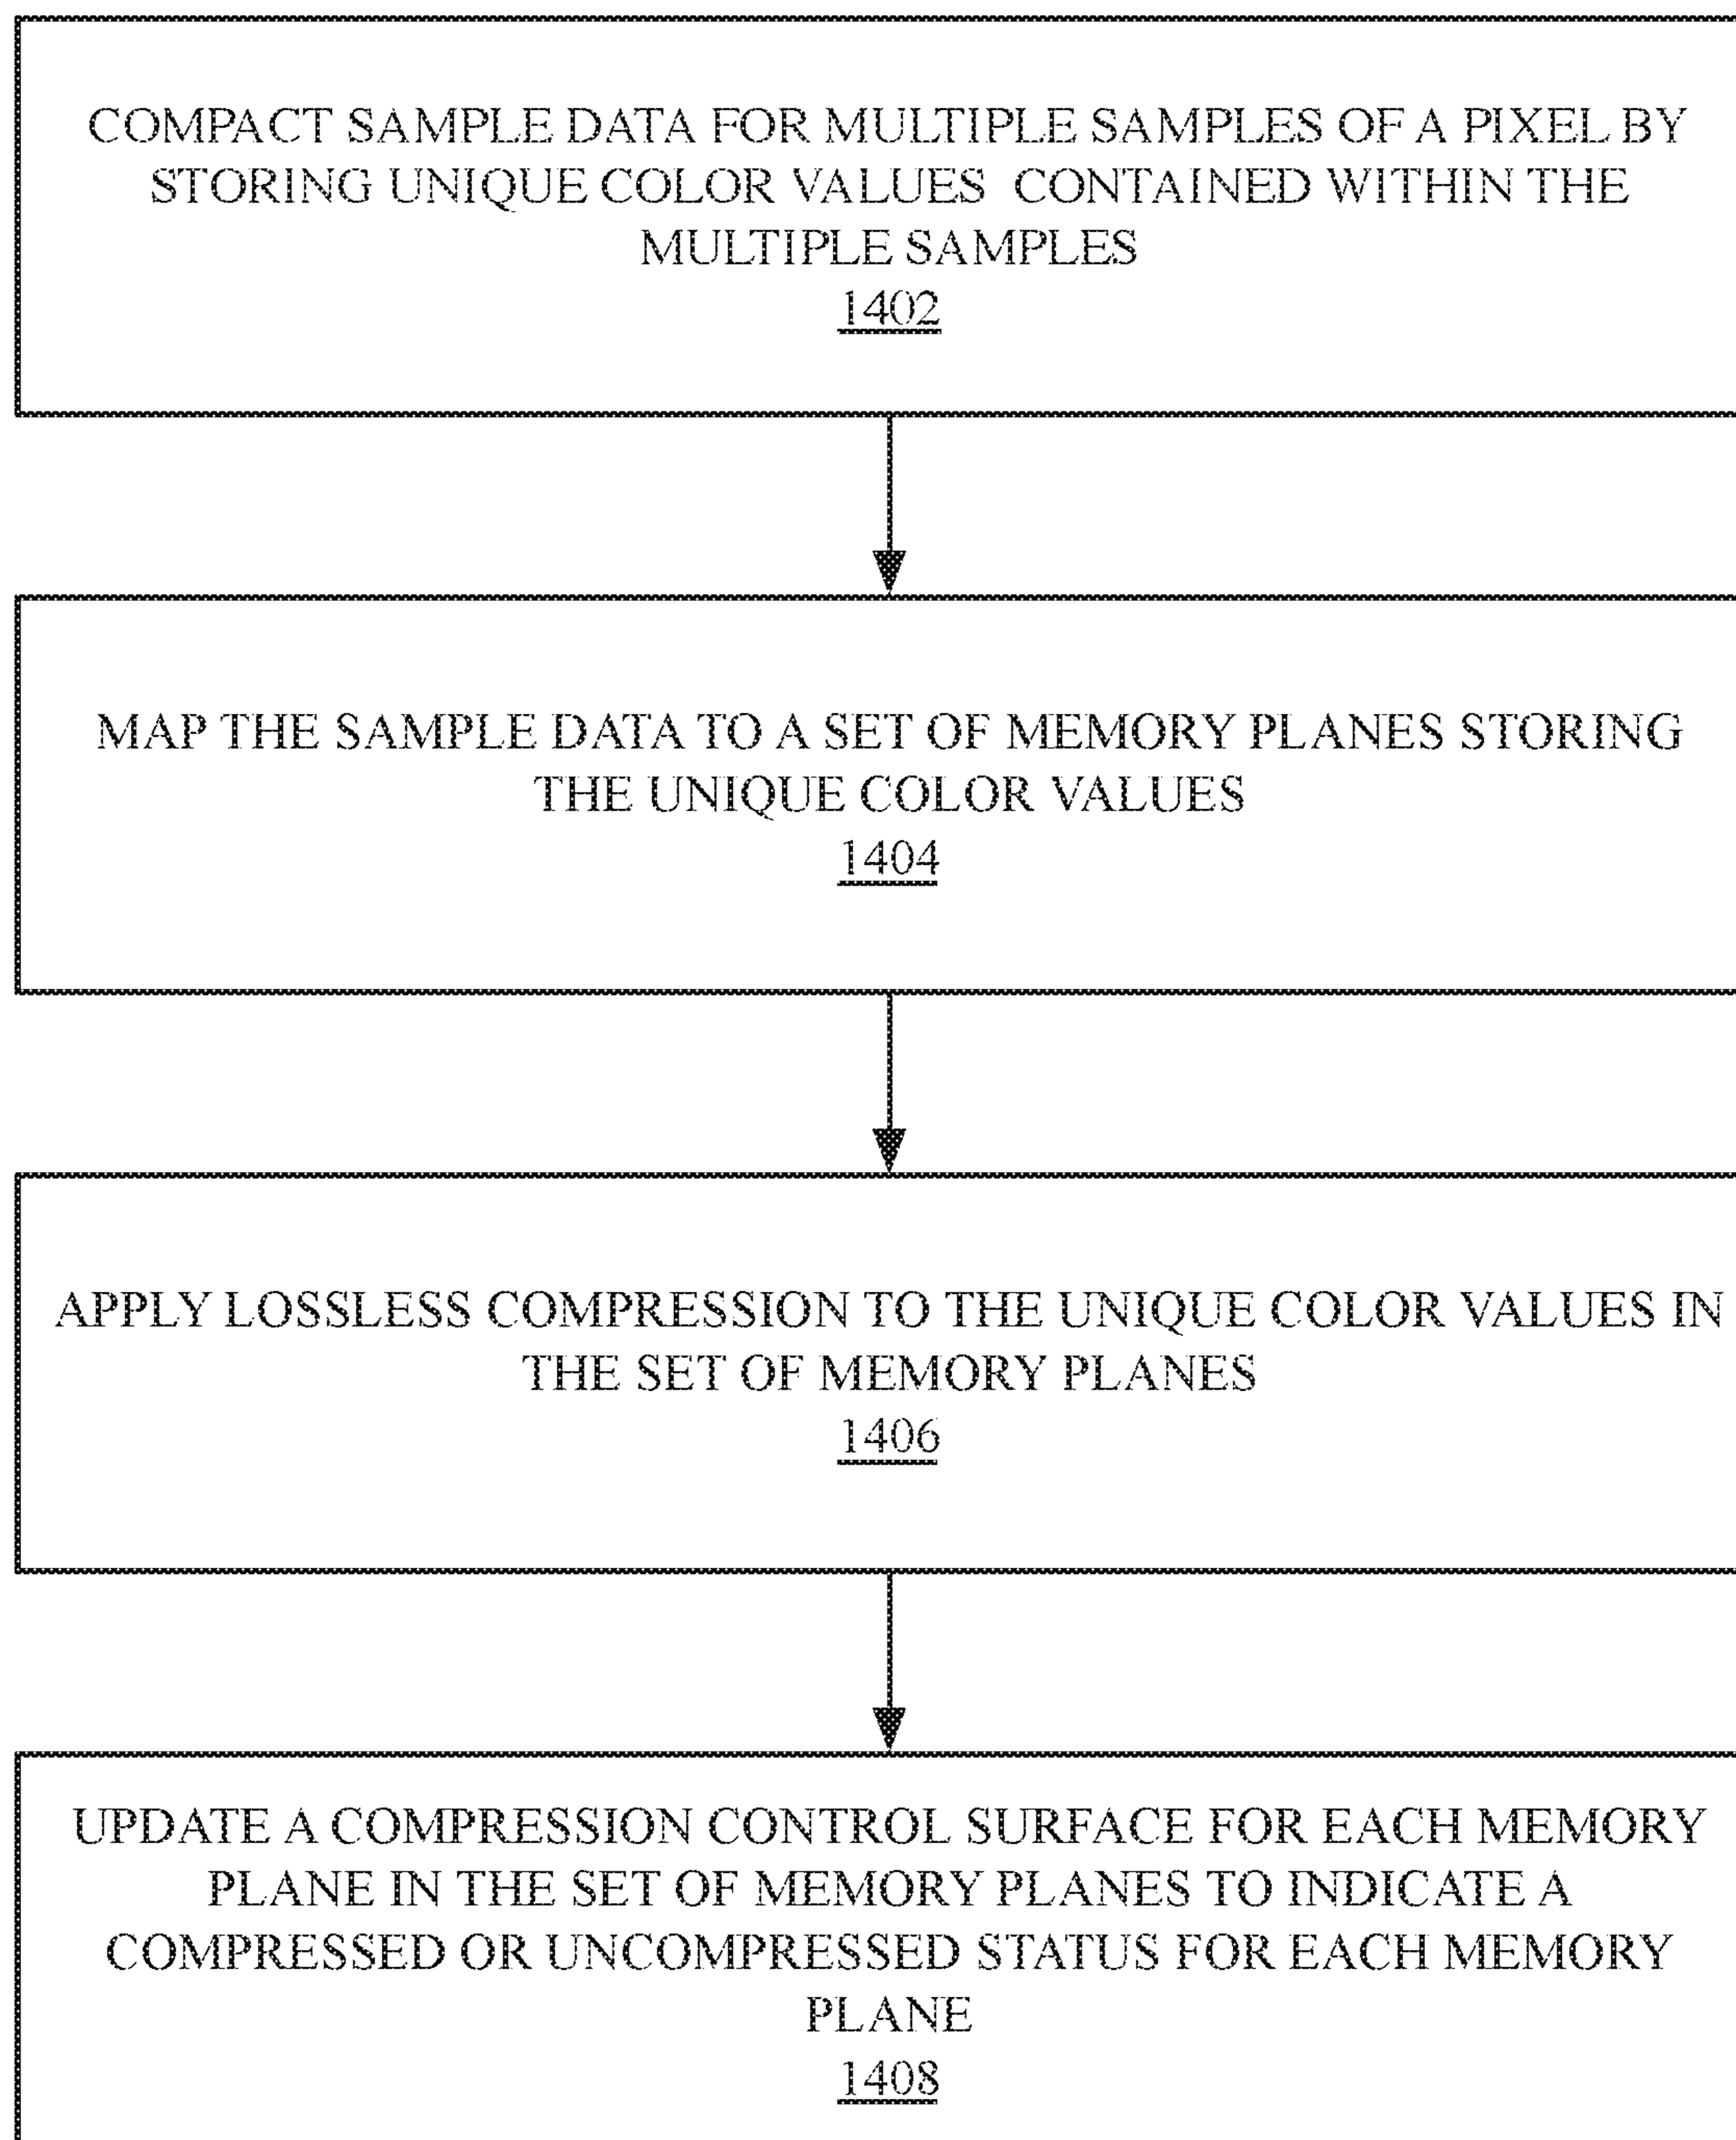 COMPACT SAMPLE DATA FOR MULTIPLE SAMPLES OF A PIXEL BY
STORING UNIQUE COLOR VALUES CONTAINED WITHIN THE
MULTIPLE SAMPLES
1402
MAP THE SAMPLE DATA TO A SET OF MEMORY PLANES STORING
THE UNIQUE COLOR VALUES
1404
APPLY LOSSLESS COMPRESSION TO THE UNIQUE COLOR VALUES IN
THE SET OF MEMORY PLANES
1406
UPDATE A COMPRESSION CONTROL SURFACE FOR EACH MEMORY
PLANE IN THE SET OF MEMORY PLANES TO INDICATE A
COMPRESSED OR UNCOMPRESSED STATUS FOR EACH MEMORY
PLANE
1408